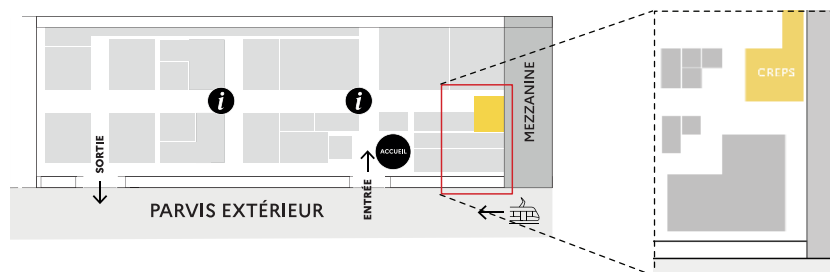 i
i
ACCUEIL
MEZZANINE
CREPS
SORTIE
ENTRÉE
PARVIS EXTÉRIEUR